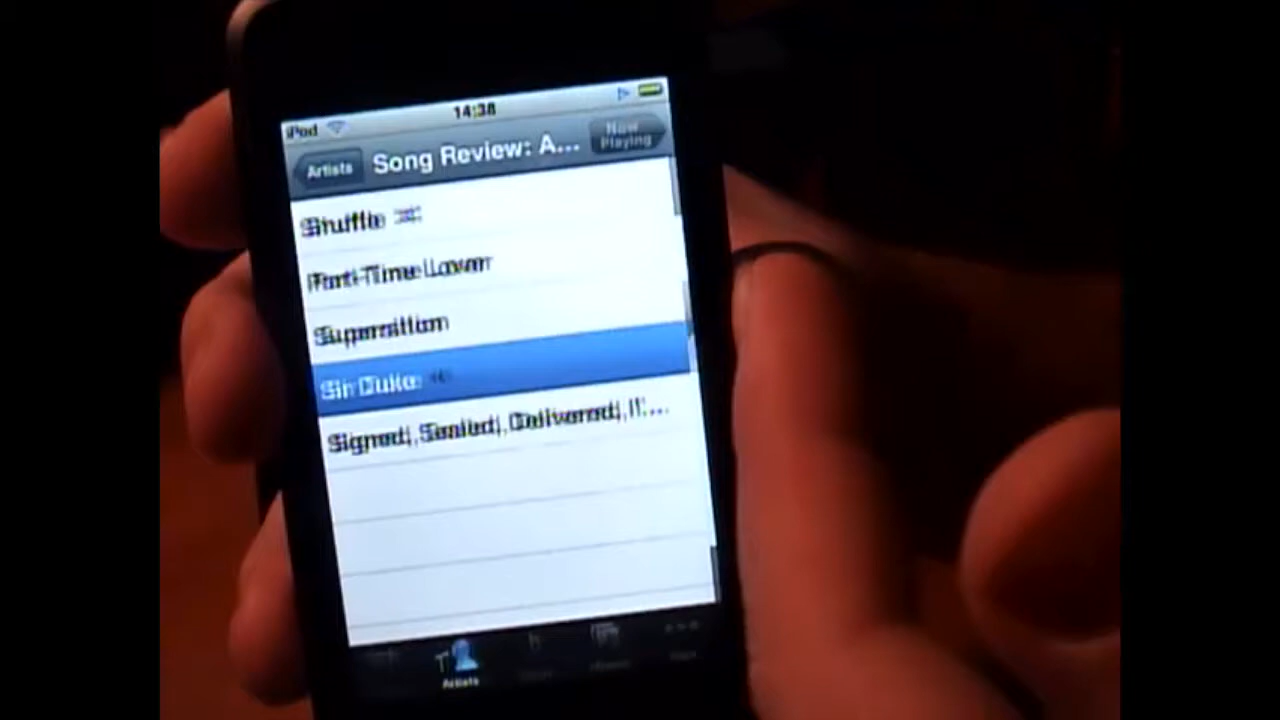 iPod 14:38
Artists Song Review: A... Now Playing
Shuffle
Part-Time Lover
Superstition
Sir Duke
Signed, Sealed, Delivered, I'...
Artists